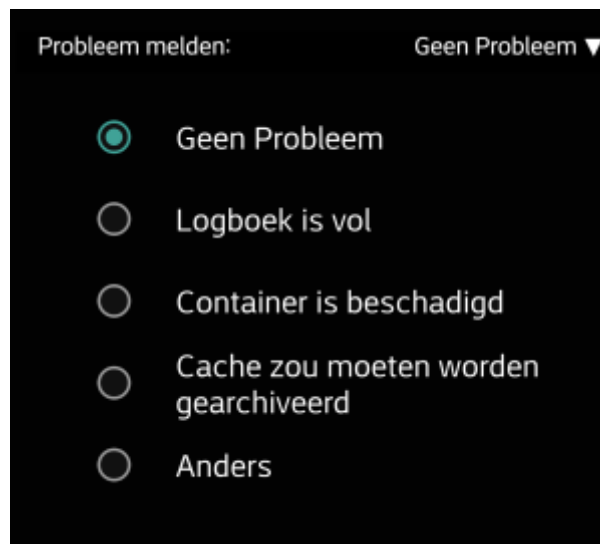 Probleem melden: Geen Probleem ▼
Geen Probleem
Logboek is vol
Container is beschadigd
Cache zou moeten worden
gearchiveerd
Anders